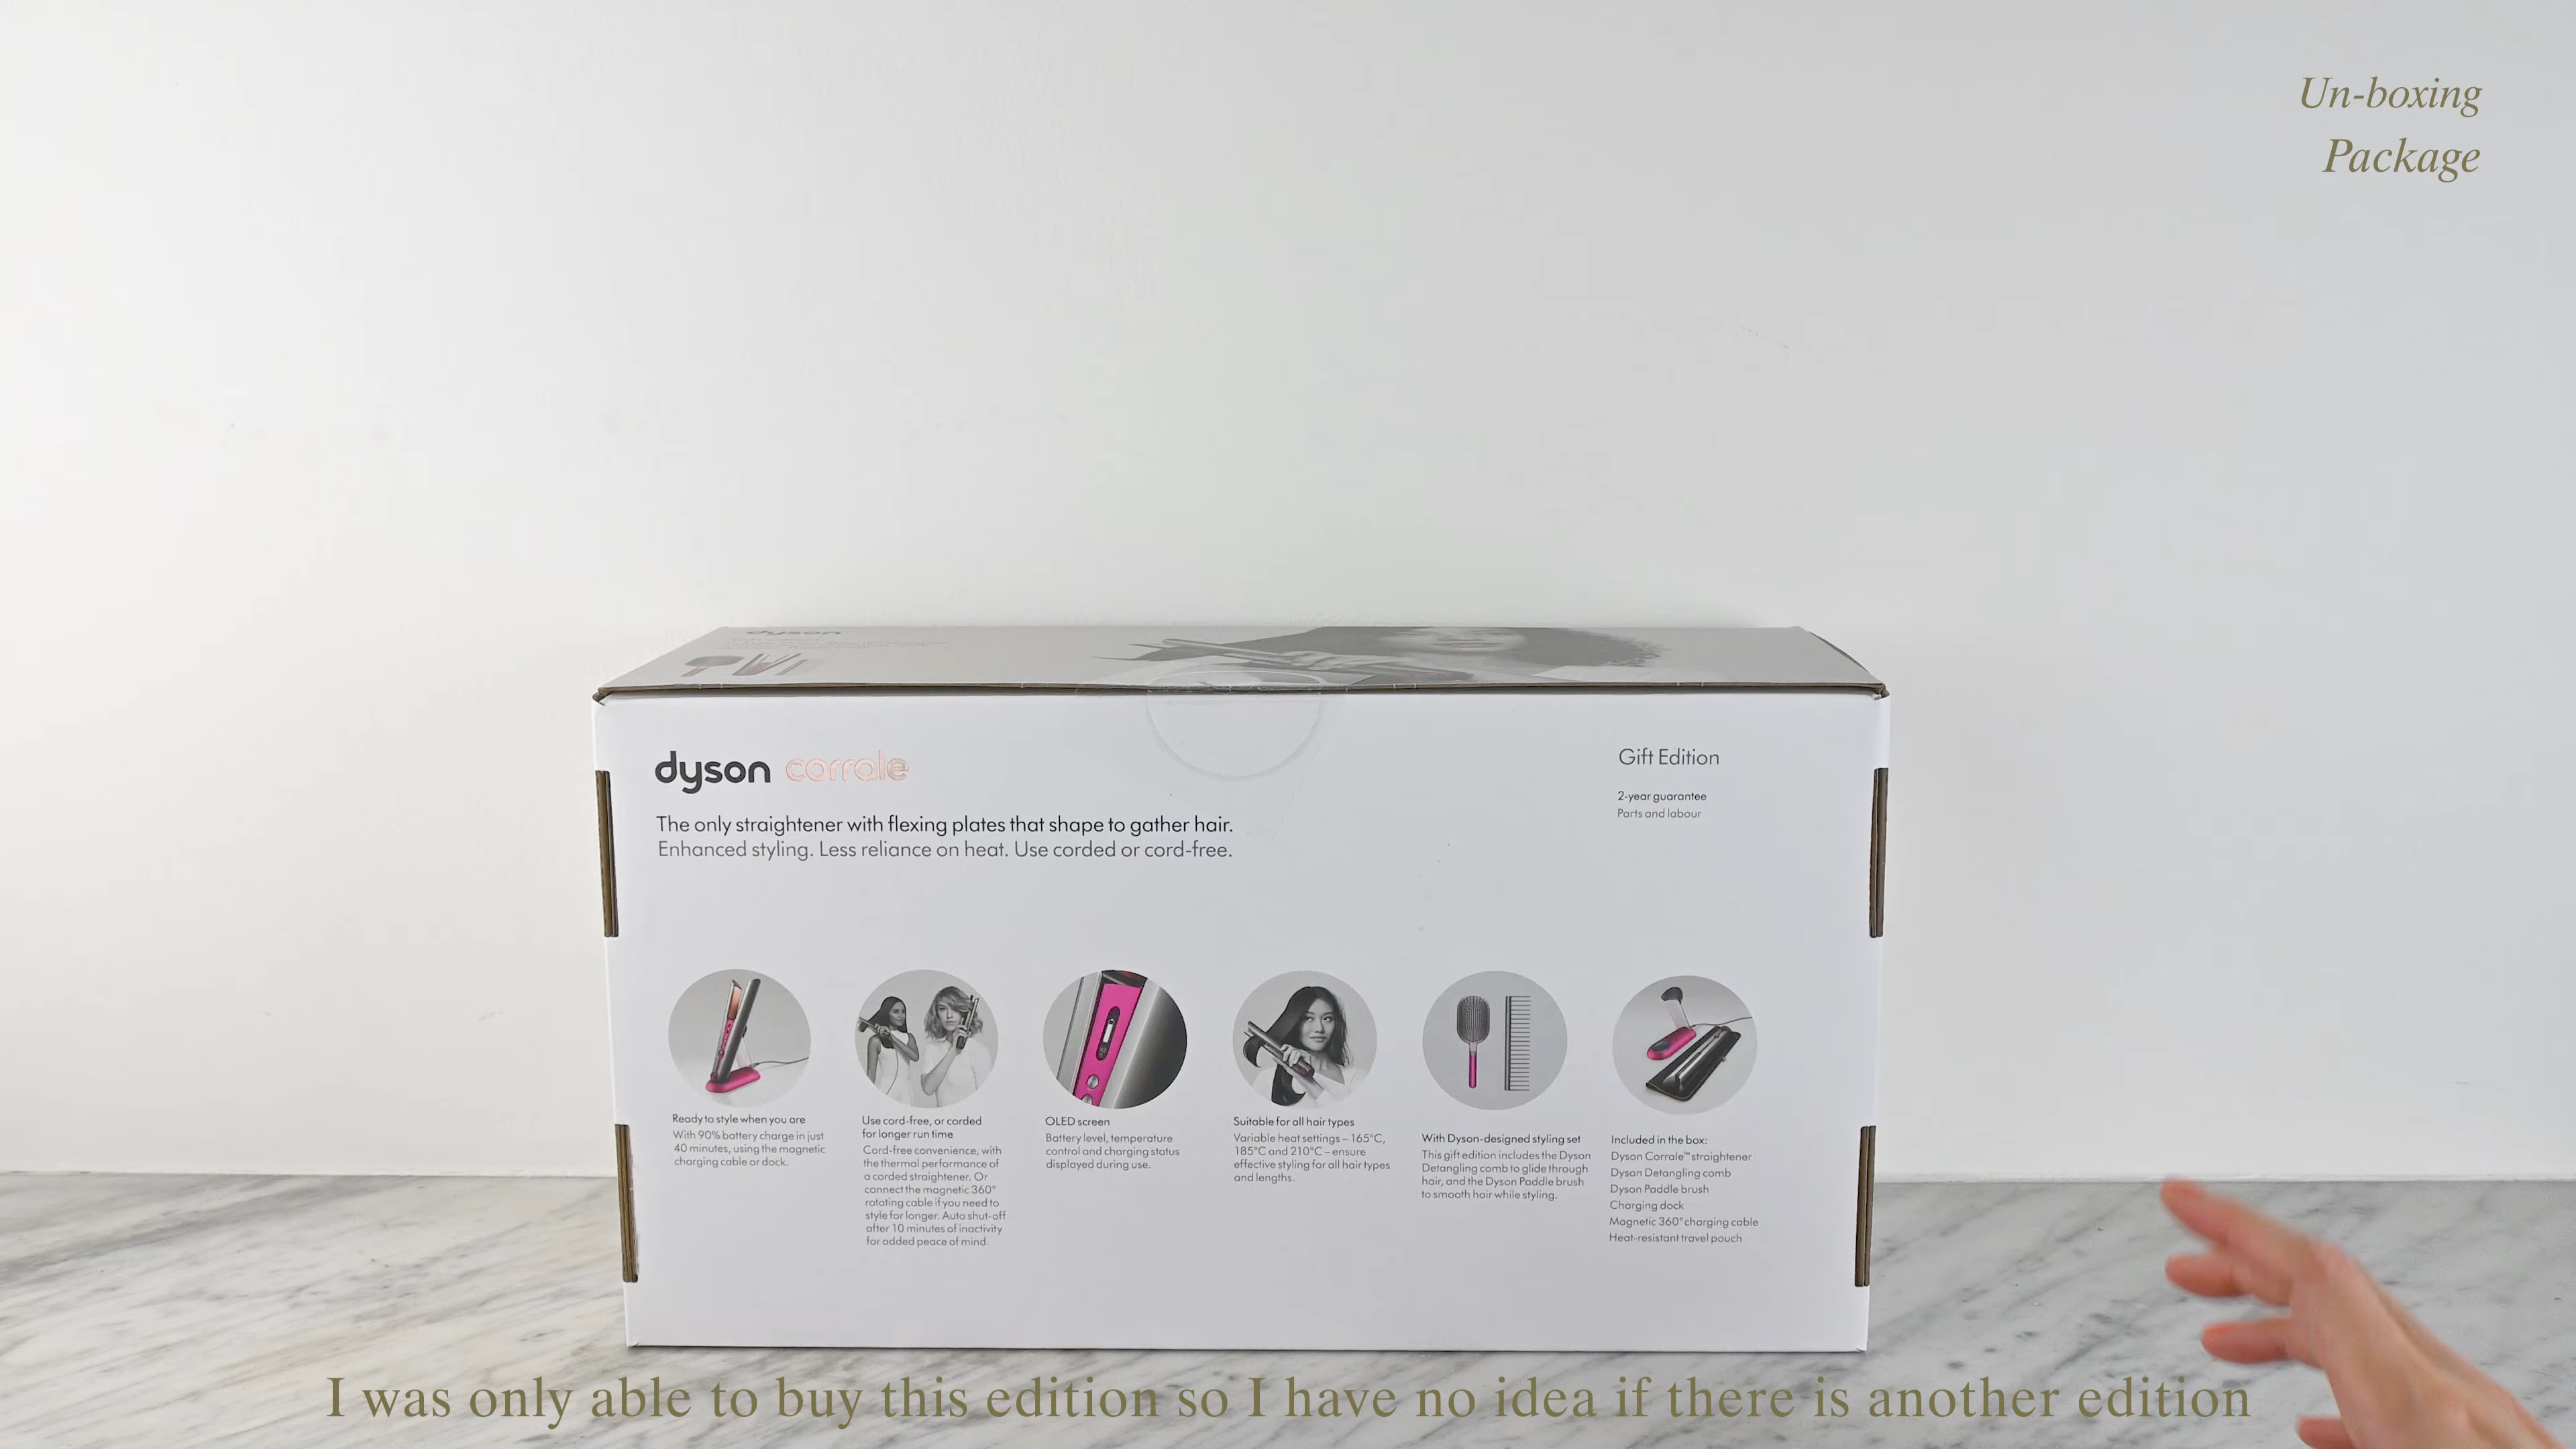 Un-boxing
Package
dyson
dyson corrale
The only straightener with flexing plates that shape to gather hair.
Enhanced styling. Less reliance on heat. Use corded or cord-free.
Gift Edition
2-year guarantee
Parts and labour
Ready to style when you are
With 90% battery charge in just
40 minutes, using the magnetic
charging cable or dock.
Use cord-free, or corded
for longer run time
Cord-free convenience, with
the thermal performance of
a corded straightener. Or
connect the magnetic 360°
rotating cable if you need to
style for longer. Auto shut-off
after 10 minutes of inactivity
for added peace of mind.
OLED screen
Battery level, temperature
control and charging status
displayed during use.
Suitable for all hair types
Variable heat settings – 165°C,
185°C and 210°C – ensure
effective styling for all hair types
and lengths.
With Dyson-designed styling set
This gift edition includes the Dyson
Detangling comb to glide through
hair, and the Dyson Paddle brush
to smooth hair while styling.
Included in the box:
Dyson Corrale™ straightener
Dyson Detangling comb
Dyson Paddle brush
Charging dock
Magnetic 360° charging cable
Heat-resistant travel pouch
I was only able to buy this edition so I have no idea if there is another edition